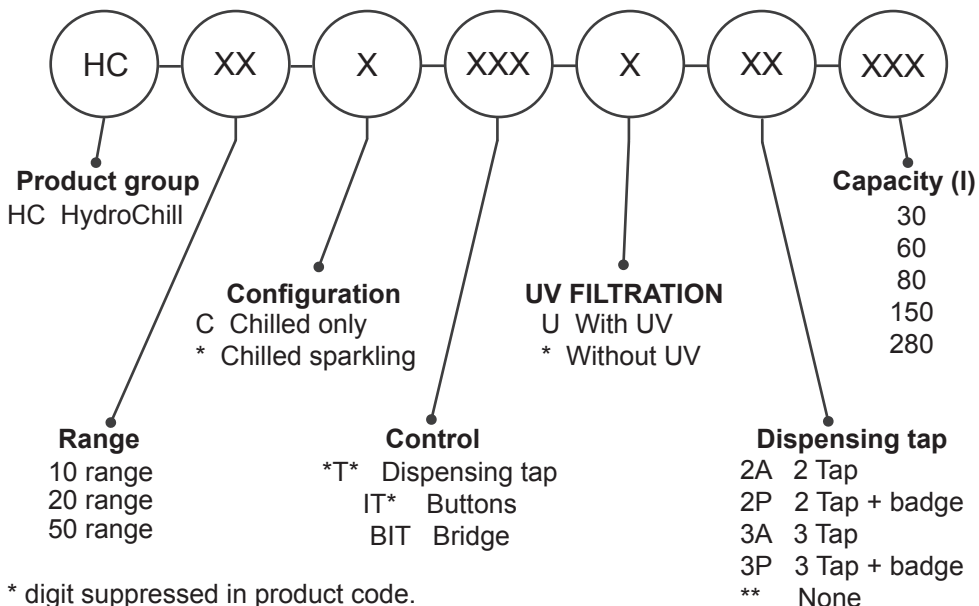 HC XX X XXX X XX XXX
Product group
HC HydroChill
Capacity (l)
30
60
80
150
280
Configuration
C Chilled only
* Chilled sparkling
UV FILTRATION
U With UV
* Without UV
Range
10 range
20 range
50 range
Control
*T* Dispensing tap
IT* Buttons
BIT Bridge
Dispensing tap
2A 2 Tap
2P 2 Tap + badge
3A 3 Tap
3P 3 Tap + badge
** None
* digit suppressed in product code.